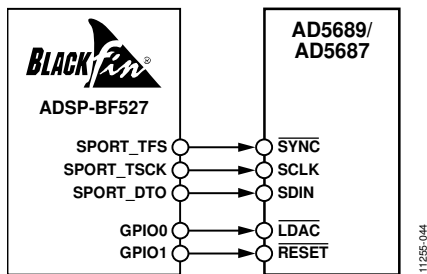 BLACKfin
ADSP-BF527
AD5689/
AD5687
SPORT_TFS
SYNC
SPORT_TSCK
SCLK
SPORT_DTO
SDIN
GPIO0
LDAC
GPIO1
RESET
11255-044